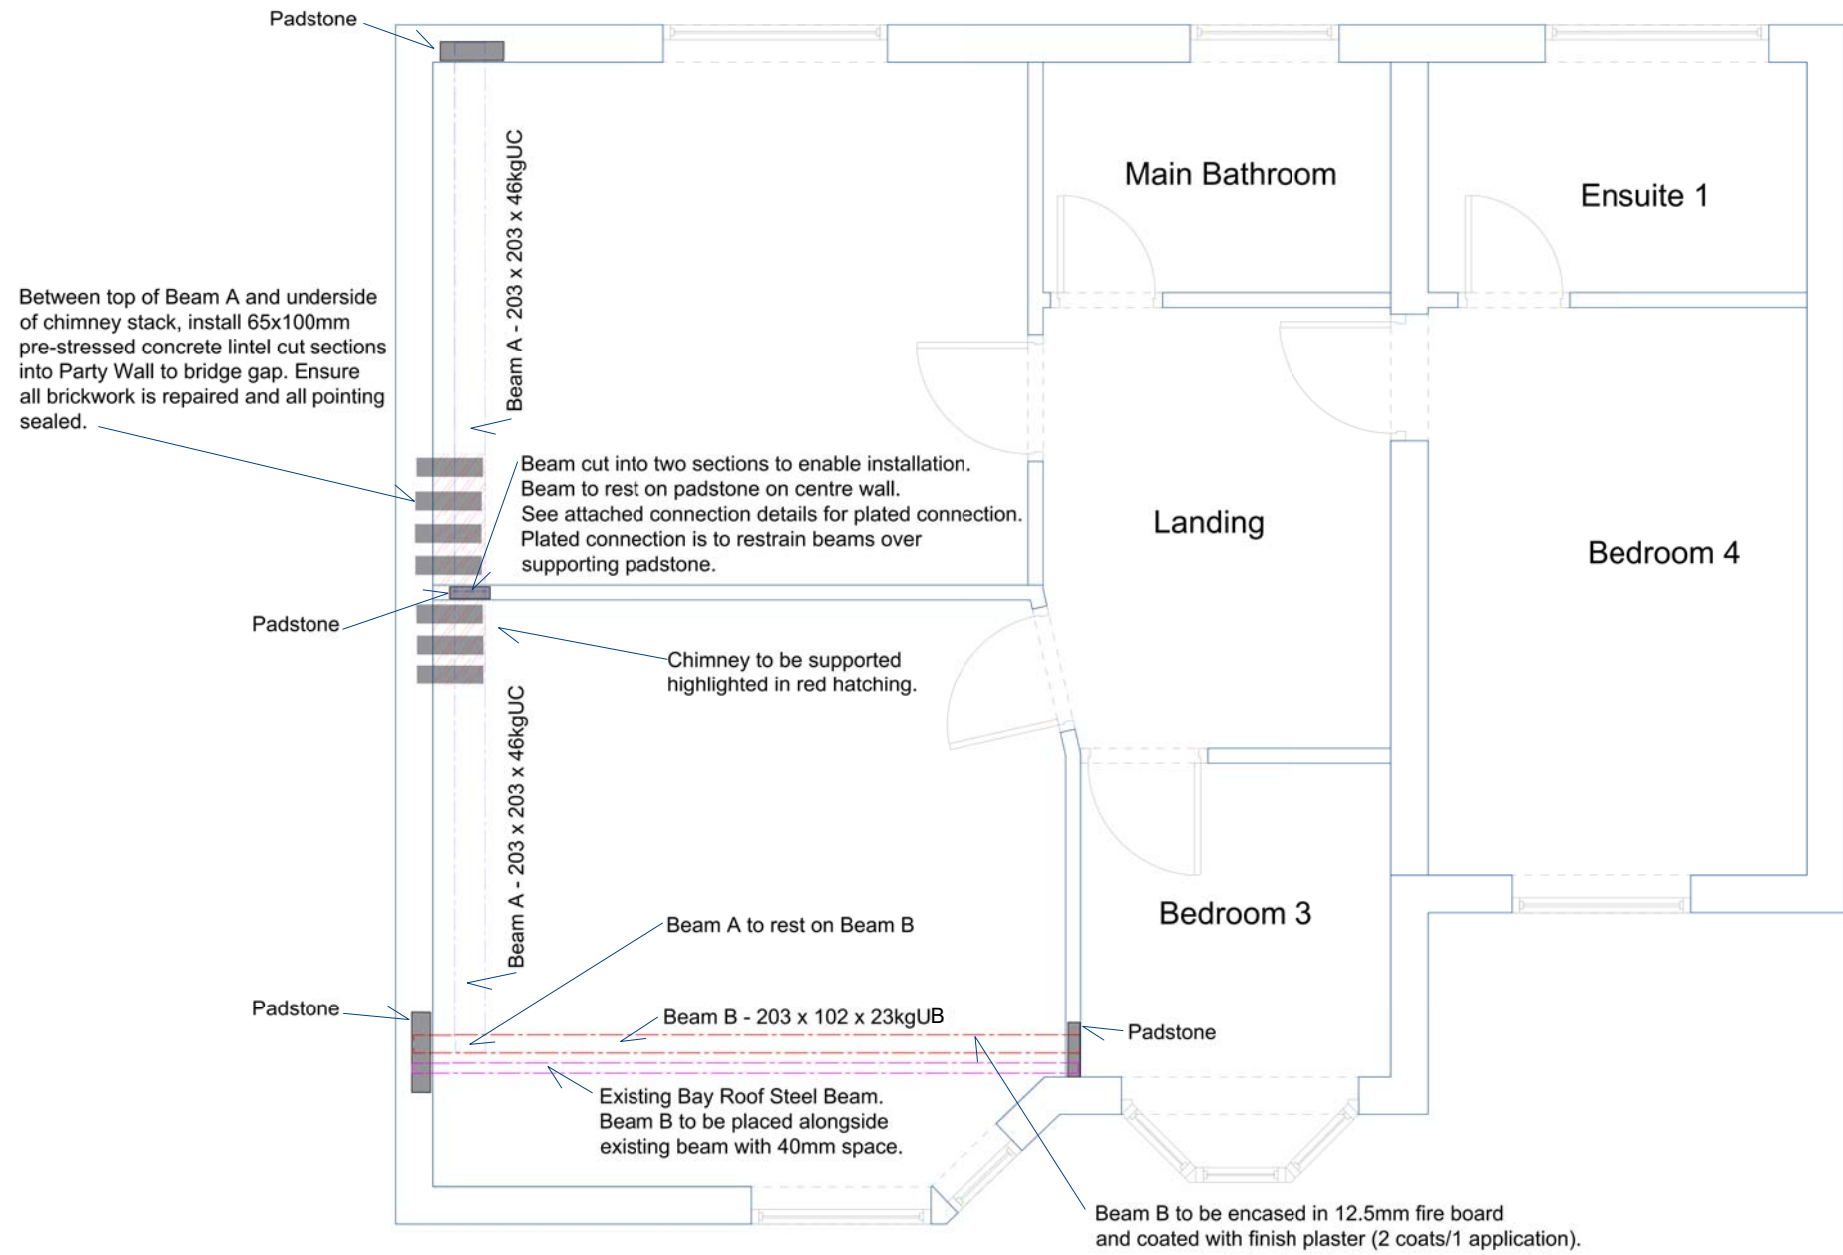 Padstone
Beam A - 203 x 203 x 46kgUC
Main Bathroom
Ensuite 1
Between top of Beam A and underside
of chimney stack, install 65x100mm
pre-stressed concrete lintel cut sections
into Party Wall to bridge gap. Ensure
all brickwork is repaired and all pointing
sealed.
Beam cut into two sections to enable installation.
Beam to rest on padstone on centre wall.
See attached connection details for plated connection.
Plated connection is to restrain beams over
supporting padstone.
Landing
Bedroom 4
Padstone
Chimney to be supported
highlighted in red hatching.
Beam A - 203 x 203 x 46kgUC
Bedroom 3
Beam A to rest on Beam B
Padstone
Beam B - 203 x 102 x 23kgUB
Padstone
Existing Bay Roof Steel Beam.
Beam B to be placed alongside
existing beam with 40mm space.
Beam B to be encased in 12.5mm fire board
and coated with finish plaster (2 coats/1 application).